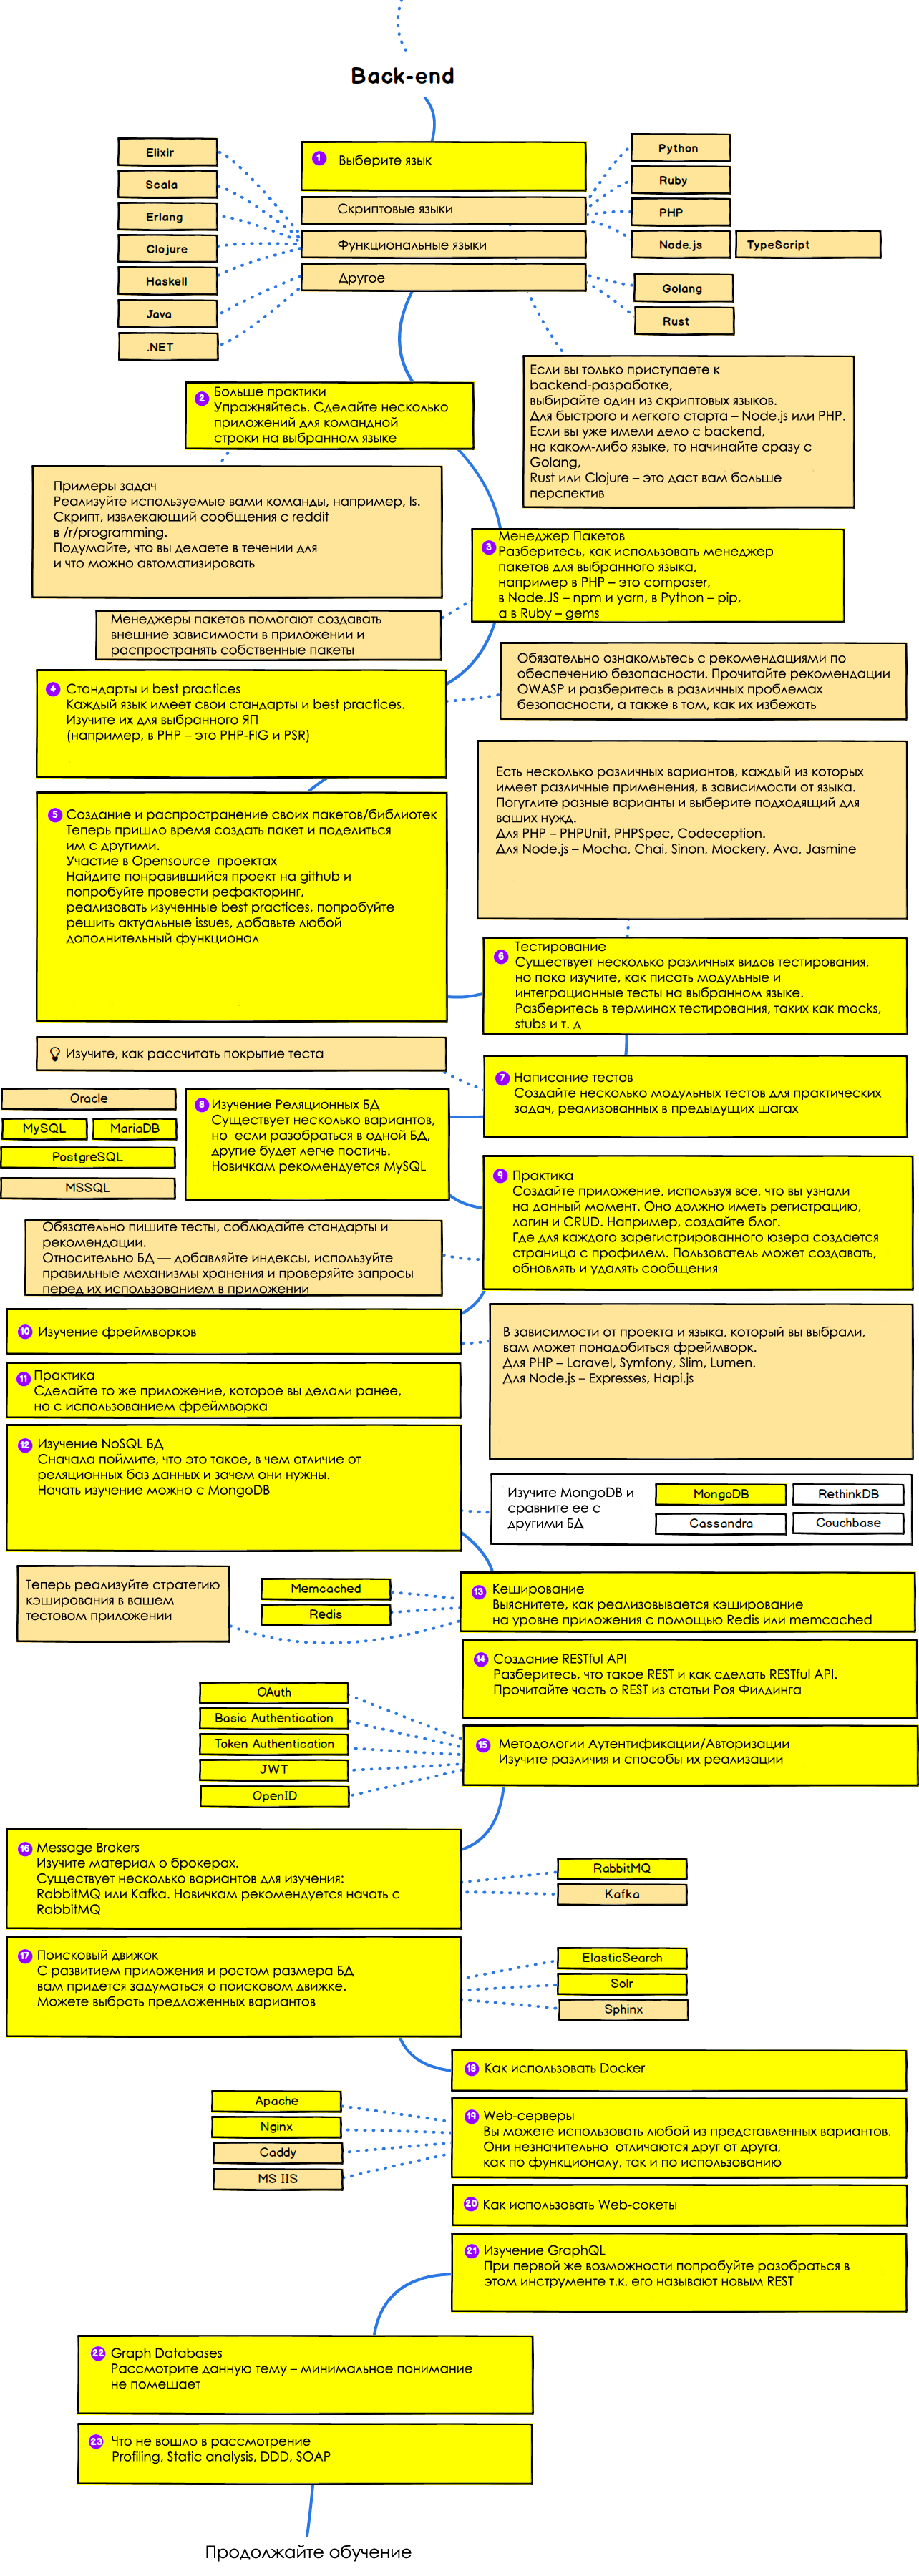 Back-end
1 Выберите язык
Скриптовые языки
Функциональные языки
Другое
Elixir
Scala
Erlang
Clojure
Haskell
Java
.NET
Python
Ruby
PHP
Node.js
TypeScript
Golang
Rust
Если вы только приступаете к
backend-разработке,
выбирайте один из скриптовых языков.
Для быстрого и легкого старта – Node.js или PHP.
Если вы уже имели дело с backend,
на каком-либо языке, то начинайте сразу с
Golang,
Rust или Clojure – это даст вам больше
перспектив
2 Больше практики
Упражняйтесь. Сделайте несколько
приложений для командной
строки на выбранном языке
Примеры задач
Реализуйте используемые вами команды, например, ls.
Скрипт, извлекающий сообщения с reddit
в /r/programming.
Подумайте, что вы делаете в течении для
и что можно автоматизировать
3 Менеджер Пакетов
Разберитесь, как использовать менеджер
пакетов для выбранного языка,
например в PHP – это composer,
в Node.JS – npm и yarn, в Python – pip,
а в Ruby – gems
Менеджеры пакетов помогают создавать
внешние зависимости в приложении и
распространять собственные пакеты
4 Стандарты и best practices
Каждый язык имеет свои стандарты и best practices.
Изучите их для выбранного ЯП
(например, в PHP – это PHP-FIG и PSR)
Обязательно ознакомьтесь с рекомендациями по
обеспечению безопасности. Прочитайте рекомендации
OWASP и разберитесь в различных проблемах
безопасности, а также в том, как их избежать
5 Создание и распространение своих пакетов/библиотек
Теперь пришло время создать пакет и поделиться
им с другими.
Участие в Opensource проектах
Найдите понравившийся проект на github и
попробуйте провести рефакторинг,
реализовать изученные best practices, попробуйте
решить актуальные issues, добавьте любой
дополнительный функционал
Есть несколько различных вариантов, каждый из которых
имеет различные применения, в зависимости от языка.
Погуглите разные варианты и выберите подходящий для
ваших нужд.
Для PHP – PHPUnit, PHPSpec, Codeception.
Для Node.js – Mocha, Chai, Sinon, Mockery, Ava, Jasmine
6 Тестирование
Существует несколько различных видов тестирования,
но пока изучите, как писать модульные и
интеграционные тесты на выбранном языке.
Разберитесь в терминах тестирования, таких как mocks,
stubs и т. д
Изучите, как рассчитать покрытие теста
7 Написание тестов
Создайте несколько модульных тестов для практических
задач, реализованных в предыдущих шагах
8 Изучение Реляционных БД
Существует несколько вариантов,
но если разобраться в одной БД,
другие будет легче постичь.
Новичкам рекомендуется MySQL
Oracle
MySQL
MariaDB
PostgreSQL
MSSQL
9 Практика
Создайте приложение, используя все, что вы узнали
на данный момент. Оно должно иметь регистрацию,
логин и CRUD. Например, создайте блог.
Где для каждого зарегистрированного юзера создается
страница с профилем. Пользователь может создавать,
обновлять и удалять сообщения
Обязательно пишите тесты, соблюдайте стандарты и
рекомендации.
Относительно БД — добавляйте индексы, используйте
правильные механизмы хранения и проверяйте запросы
перед их использованием в приложении
10 Изучение фреймворков
В зависимости от проекта и языка, который вы выбрали,
вам может понадобиться фреймворк.
Для PHP – Laravel, Symfony, Slim, Lumen.
Для Node.js – Expresses, Hapi.js
11 Практика
Сделайте то же приложение, которое вы делали ранее,
но с использованием фреймворка
12 Изучение NoSQL БД
Сначала поймите, что это такое, в чем отличие от
реляционных баз данных и зачем они нужны.
Начать изучение можно с MongoDB
Изучите MongoDB и
сравните ее с
другими БД
MongoDB
RethinkDB
Cassandra
Couchbase
13 Кеширование
Выясните, как реализовывается кэширование
на уровне приложения с помощью Redis или memcached
Memcached
Redis
Теперь реализуйте стратегию
кэширования в вашем
тестовом приложении
14 Создание RESTful API
Разберитесь, что такое REST и как сделать RESTful API.
Прочитайте часть о REST из статьи Роя Филдинга
15 Методологии Аутентификации/Авторизации
Изучите различия и способы их реализации
OAuth
Basic Authentication
Token Authentication
JWT
OpenID
16 Message Brokers
Изучите материал о брокерах.
Существует несколько вариантов для изучения:
RabbitMQ или Kafka. Новичкам рекомендуется начать с
RabbitMQ
RabbitMQ
Kafka
17 Поисковый движок
С развитием приложения и ростом размера БД
вам придется задуматься о поисковом движке.
Можете выбрать предложенных вариантов
ElasticSearch
Solr
Sphinx
18 Как использовать Docker
19 Web-серверы
Вы можете использовать любой из представленных вариантов.
Они незначительно отличаются друг от друга,
как по функционалу, так и по использованию
Apache
Nginx
Caddy
MS IIS
20 Как использовать Web-сокеты
21 Изучение GraphQL
При первой же возможности попробуйте разобраться в
этом инструменте т.к. его называют новым REST
22 Graph Databases
Рассмотрите данную тему – минимальное понимание
не помешает
23 Что не вошло в рассмотрение
Profiling, Static analysis, DDD, SOAP
Продолжайте обучение